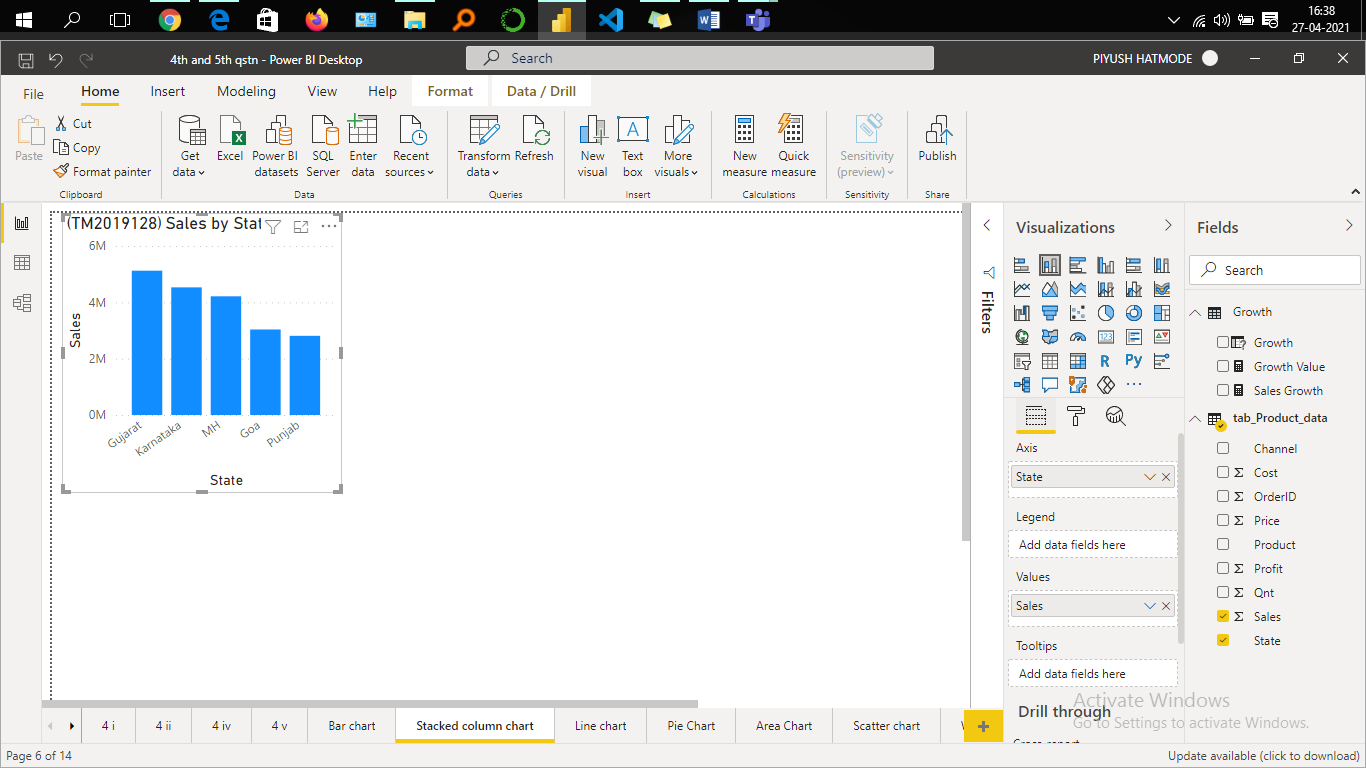 16:38
27-04-2021
4th and 5th qstn - Power BI Desktop
Search
PIYUSH HATMODE
File
Home
Insert
Modeling
View
Help
Format
Data / Drill
Paste
Cut
Copy
Format painter
Clipboard
Get data
Excel
Power BI datasets
SQL Server
Enter data
Recent sources
Data
Transform data
Refresh
Queries
New visual
Text box
More visuals
Insert
New measure
Quick measure
Calculations
Sensitivity (preview)
Sensitivity
Publish
Share
(TM2019128) Sales by Stat
6M
4M
2M
0M
Sales
Gujarat
Karnataka
MH
Goa
Punjab
State
Filters
Visualizations
123
R
Py
Axis
State
Legend
Add data fields here
Values
Sales
Tooltips
Add data fields here
Drill through
Fields
Search
Growth
Growth
Growth Value
Sales Growth
tab_Product_data
Channel
Σ Cost
Σ OrderID
Σ Price
Product
Σ Profit
Σ Qnt
Σ Sales
State
Activate Windows
Go to Settings to activate Windows.
4 i
4 ii
4 iv
4 v
Bar chart
Stacked column chart
Line chart
Pie Chart
Area Chart
Scatter chart
Page 6 of 14
Update available (click to download)